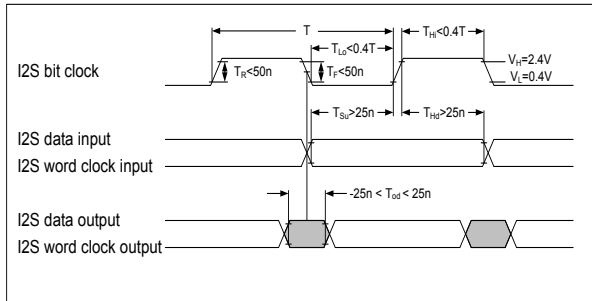 T
T_Lo<0.4T
T_Hi<0.4T
I2S bit clock
T_R<50n
T_F<50n
V_H=2.4V
V_L=0.4V
T_Su>25n
T_Hd>25n
I2S data input
I2S word clock input
-25n < T_od < 25n
I2S data output
I2S word clock output